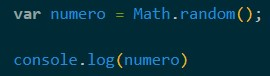 var numero = Math.random();
console.log(numero)